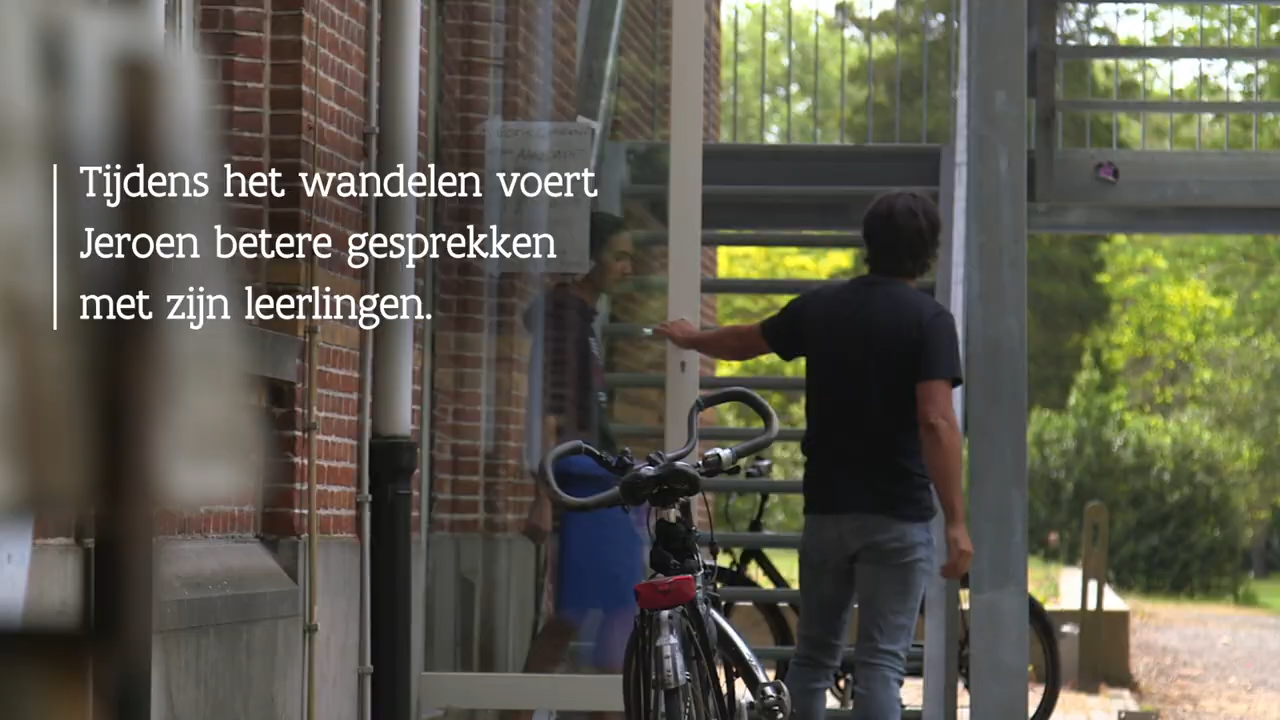 Tijdens het wandelen voert
Jeroen betere gesprekken
met zijn leerlingen.